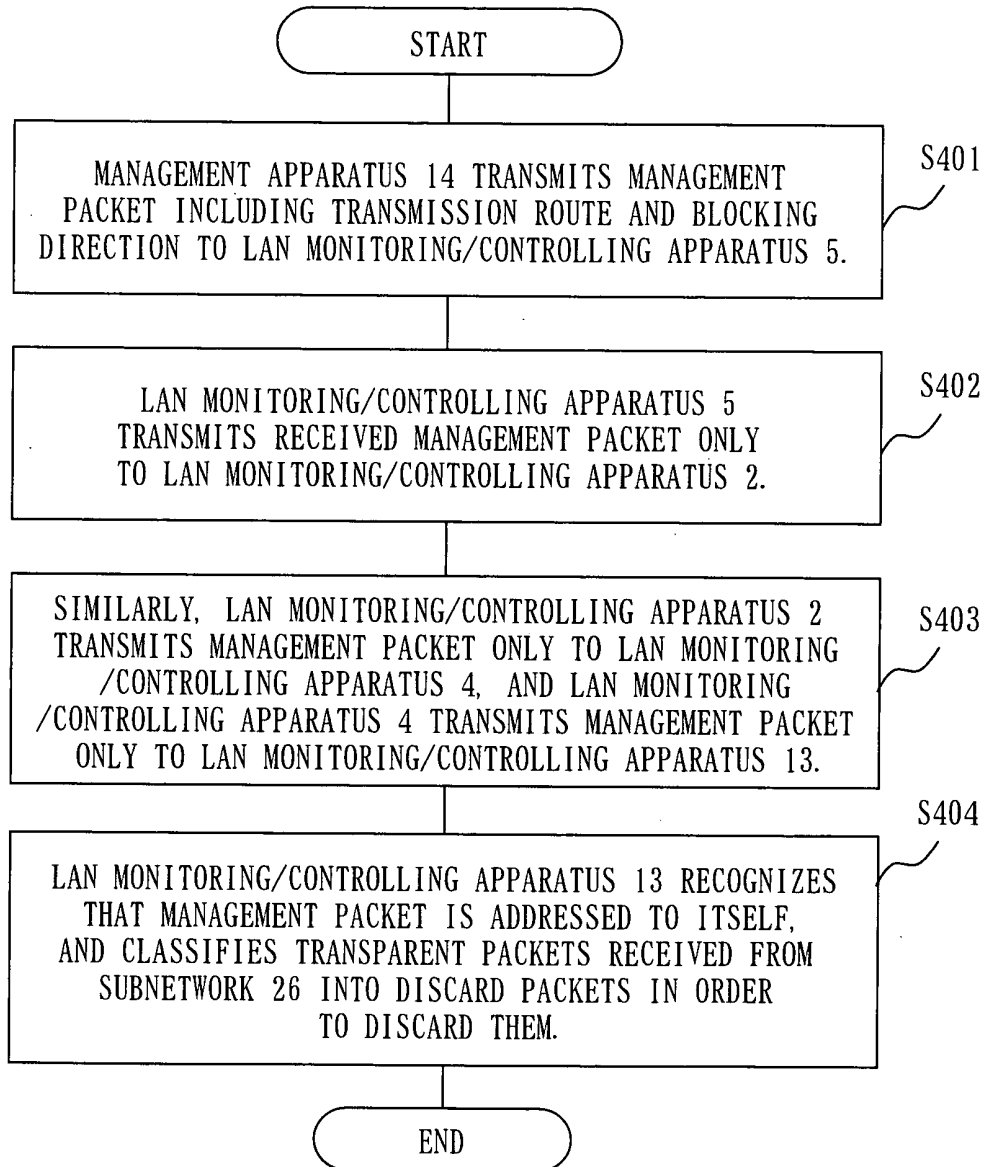 START
MANAGEMENT APPARATUS 14 TRANSMITS MANAGEMENT
PACKET INCLUDING TRANSMISSION ROUTE AND BLOCKING
DIRECTION TO LAN MONITORING/CONTROLLING APPARATUS 5.
S401
LAN MONITORING/CONTROLLING APPARATUS 5
TRANSMITS RECEIVED MANAGEMENT PACKET ONLY
TO LAN MONITORING/CONTROLLING APPARATUS 2.
S402
SIMILARLY, LAN MONITORING/CONTROLLING APPARATUS 2
TRANSMITS MANAGEMENT PACKET ONLY TO LAN MONITORING
/CONTROLLING APPARATUS 4, AND LAN MONITORING
/CONTROLLING APPARATUS 4 TRANSMITS MANAGEMENT PACKET
ONLY TO LAN MONITORING/CONTROLLING APPARATUS 13.
S403
LAN MONITORING/CONTROLLING APPARATUS 13 RECOGNIZES
THAT MANAGEMENT PACKET IS ADDRESSED TO ITSELF,
AND CLASSIFIES TRANSPARENT PACKETS RECEIVED FROM
SUBNETWORK 26 INTO DISCARD PACKETS IN ORDER
TO DISCARD THEM.
S404
END